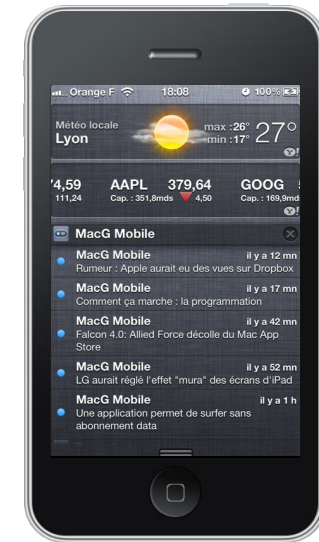 Orange F 18:08 100%
Météo locale max :26° 27°
Lyon min :17°
Y!
4,59 AAPL 379,64 GOOG
111,24 Cap. : 351,8mds 4,50 Cap. : 169,9md
Y!
MacG Mobile
MacG Mobile il y a 12 mn
Rumeur : Apple aurait eu des vues sur Dropbox
MacG Mobile il y a 17 mn
Comment ça marche : la programmation
MacG Mobile il y a 42 mn
Falcon 4.0: Allied Force décolle du Mac App
Store
MacG Mobile il y a 52 mn
LG aurait réglé l'effet "mura" des écrans d'iPad
MacG Mobile il y a 1 h
Une application permet de surfer sans
abonnement data